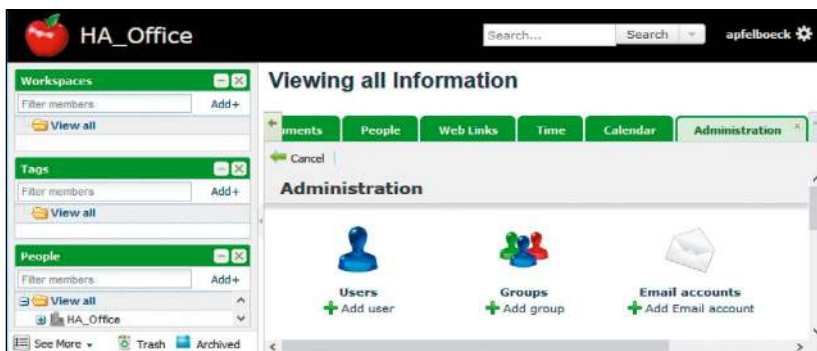 HA_Office
Search...
Search
apfelboeck
Workspaces
Filter members
Add+
View all
Tags
Filter members
Add+
View all
People
Filter members
Add+
View all
HA_Office
See More
Trash
Archived
Viewing all Information
uments
People
Web Links
Time
Calendar
Administration
Cancel
Administration
Users
Add user
Groups
Add group
Email accounts
Add Email account